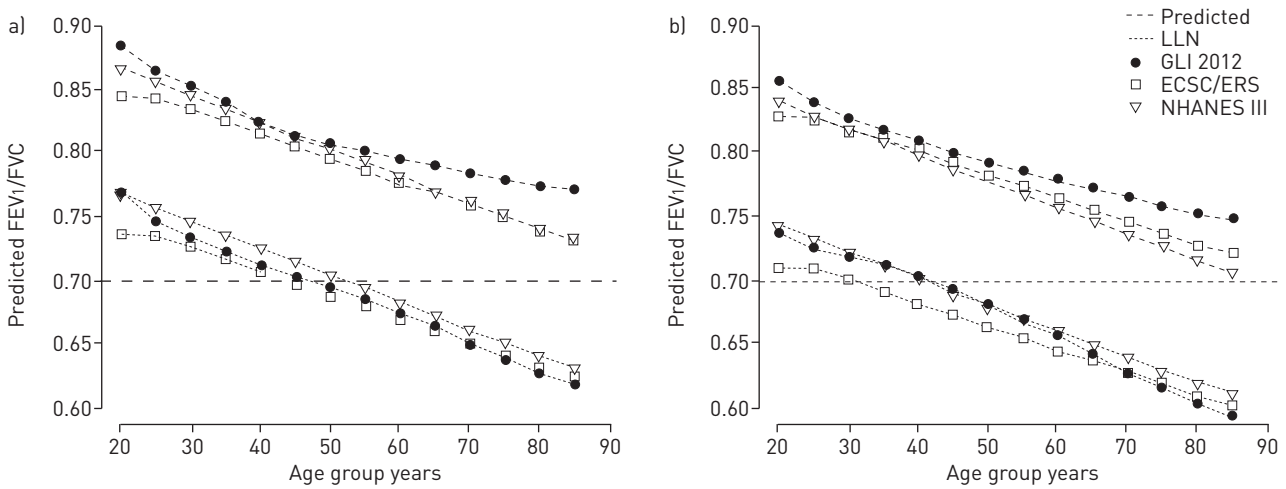 a)
Predicted FEV1/FVC
0.90
0.85
0.80
0.75
0.70
0.65
0.60
20 30 40 50 60 70 80 90
Age group years
b)
Predicted FEV1/FVC
0.90
0.85
0.80
0.75
0.70
0.65
0.60
20 30 40 50 60 70 80 90
Age group years
Predicted
LLN
GLI 2012
ECSC/ERS
NHANES III